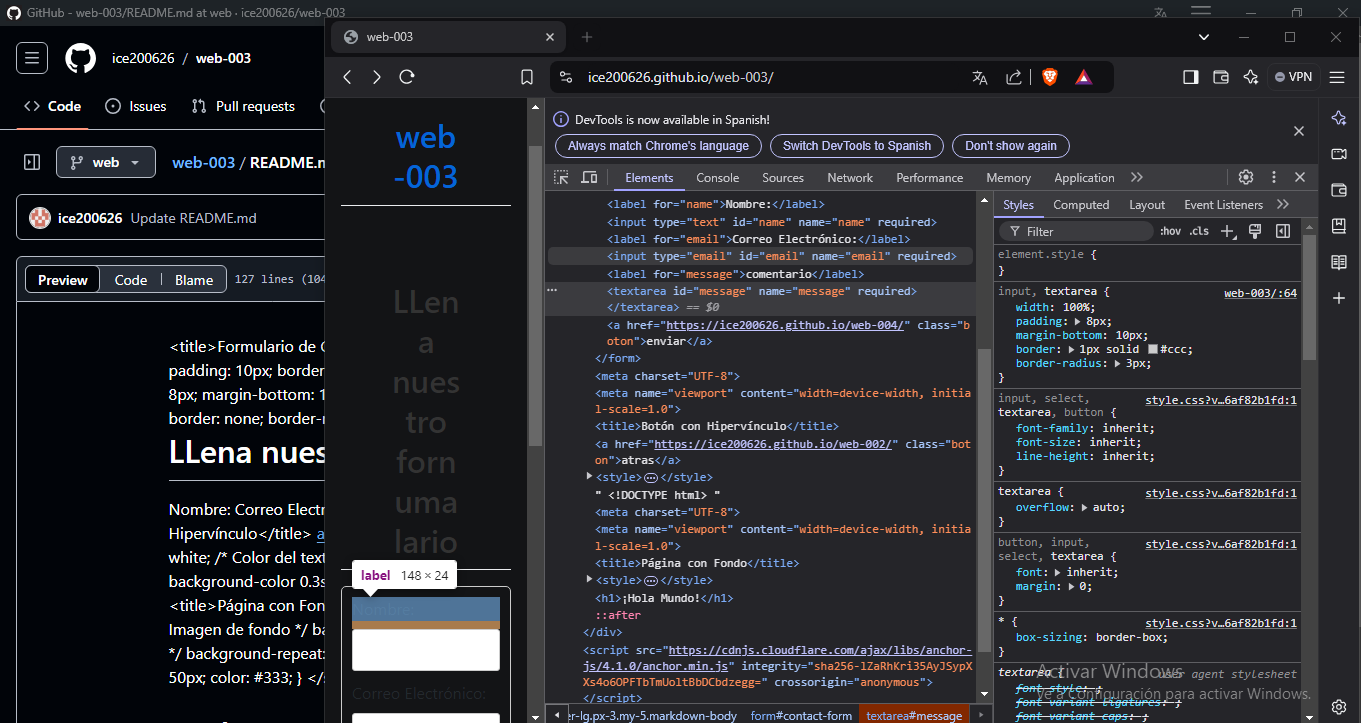 GitHub - web-003/README.md at web · ice200626/web-003
ice200626 / web-003
Code
Issues
Pull requests
web
web-003 / README.m
ice200626 Update README.md
Preview
Code
Blame
127 lines (104
<title>Formulario de C
padding: 10px; border
8px; margin-bottom: 1
border: none; border-r
LLena nues
Nombre: Correo Electr
Hipervínculo</title> a
white; /* Color del text
background-color 0.3s
<title>Página con Fon
Imagen de fondo */ ba
*/ background-repeat:
50px; color: #333; } </s
web-003
ice200626.github.io/web-003/
VPN
web
-003
LLen
a
nues
tro
forn
uma
lario
label 148 × 24
Nombre:
Correo Electrónico:
DevTools is now available in Spanish!
Always match Chrome's language
Switch DevTools to Spanish
Don't show again
Elements
Console
Sources
Network
Performance
Memory
Application
<label for="name">Nombre:</label>
<input type="text" id="name" name="name" required>
<label for="email">Correo Electrónico:</label>
<input type="email" id="email" name="email" required>
<label for="message">comentario</label>
<textarea id="message" name="message" required>
</textarea> == $0
<a href="https://ice200626.github.io/web-004/" class="b
oton">enviar</a>
</form>
<meta charset="UTF-8">
<meta name="viewport" content="width=device-width, initia
l-scale=1.0">
<title>Botón con Hipervínculo</title>
<a href="https://ice200626.github.io/web-002/" class="bot
on">atras</a>
<style>…</style>
" <!DOCTYPE html> "
<meta charset="UTF-8">
<meta name="viewport" content="width=device-width, initia
l-scale=1.0">
<title>Página con Fondo</title>
<style>…</style>
<h1>¡Hola Mundo!</h1>
::after
</div>
<script src="https://cdnjs.cloudflare.com/ajax/libs/anchor-
js/4.1.0/anchor.min.js" integrity="sha256-lZaRhKri35AyJSypX
Xs4o6OPFTbTmUoltBbDCbdzegg=" crossorigin="anonymous">
</script>
er-lg.px-3.my-5.markdown-body
form#contact-form
textarea#message
Styles
Computed
Layout
Event Listeners
Filter
:hov .cls
element.style {
}
input, textarea { web-003/:64
width: 100%;
padding: 8px;
margin-bottom: 10px;
border: 1px solid #ccc;
border-radius: 3px;
}
input, select, style.css?v…6af82b1fd:1
textarea, button {
font-family: inherit;
font-size: inherit;
line-height: inherit;
}
textarea { style.css?v…6af82b1fd:1
overflow: auto;
}
button, input, style.css?v…6af82b1fd:1
select, textarea {
font: inherit;
margin: 0;
}
* { style.css?v…6af82b1fd:1
box-sizing: border-box;
}
textarea { user agent stylesheet
font-style: ;
font-variant-ligatures: ;
font-variant-caps: ;
Activar Windows
Ve a Configuración para activar Windows.